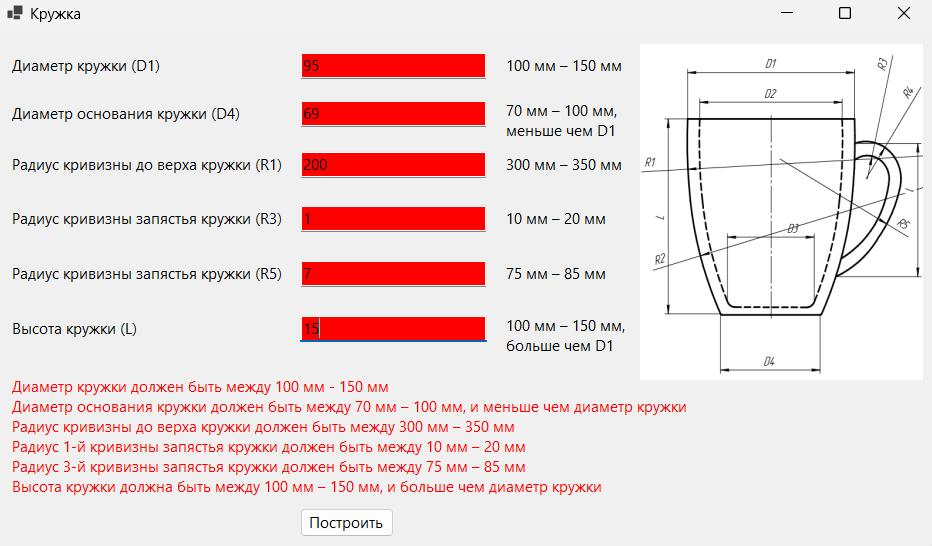 Кружка
Диаметр кружки (D1)
95
100 мм – 150 мм
Диаметр основания кружки (D4)
69
70 мм – 100 мм,
меньше чем D1
Радиус кривизны до верха кружки (R1)
200
300 мм – 350 мм
Радиус кривизны запястья кружки (R3)
1
10 мм – 20 мм
Радиус кривизны запястья кружки (R5)
7
75 мм – 85 мм
Высота кружки (L)
15
100 мм – 150 мм,
больше чем D1
D1
D2
R3
R4
R1
L
l
D3
R5
R2
D4
Диаметр кружки должен быть между 100 мм - 150 мм
Диаметр основания кружки должен быть между 70 мм – 100 мм, и меньше чем диаметр кружки
Радиус кривизны до верха кружки должен быть между 300 мм – 350 мм
Радиус 1-й кривизны запястья кружки должен быть между 10 мм – 20 мм
Радиус 3-й кривизны запястья кружки должен быть между 75 мм – 85 мм
Высота кружки должна быть между 100 мм – 150 мм, и больше чем диаметр кружки
Построить